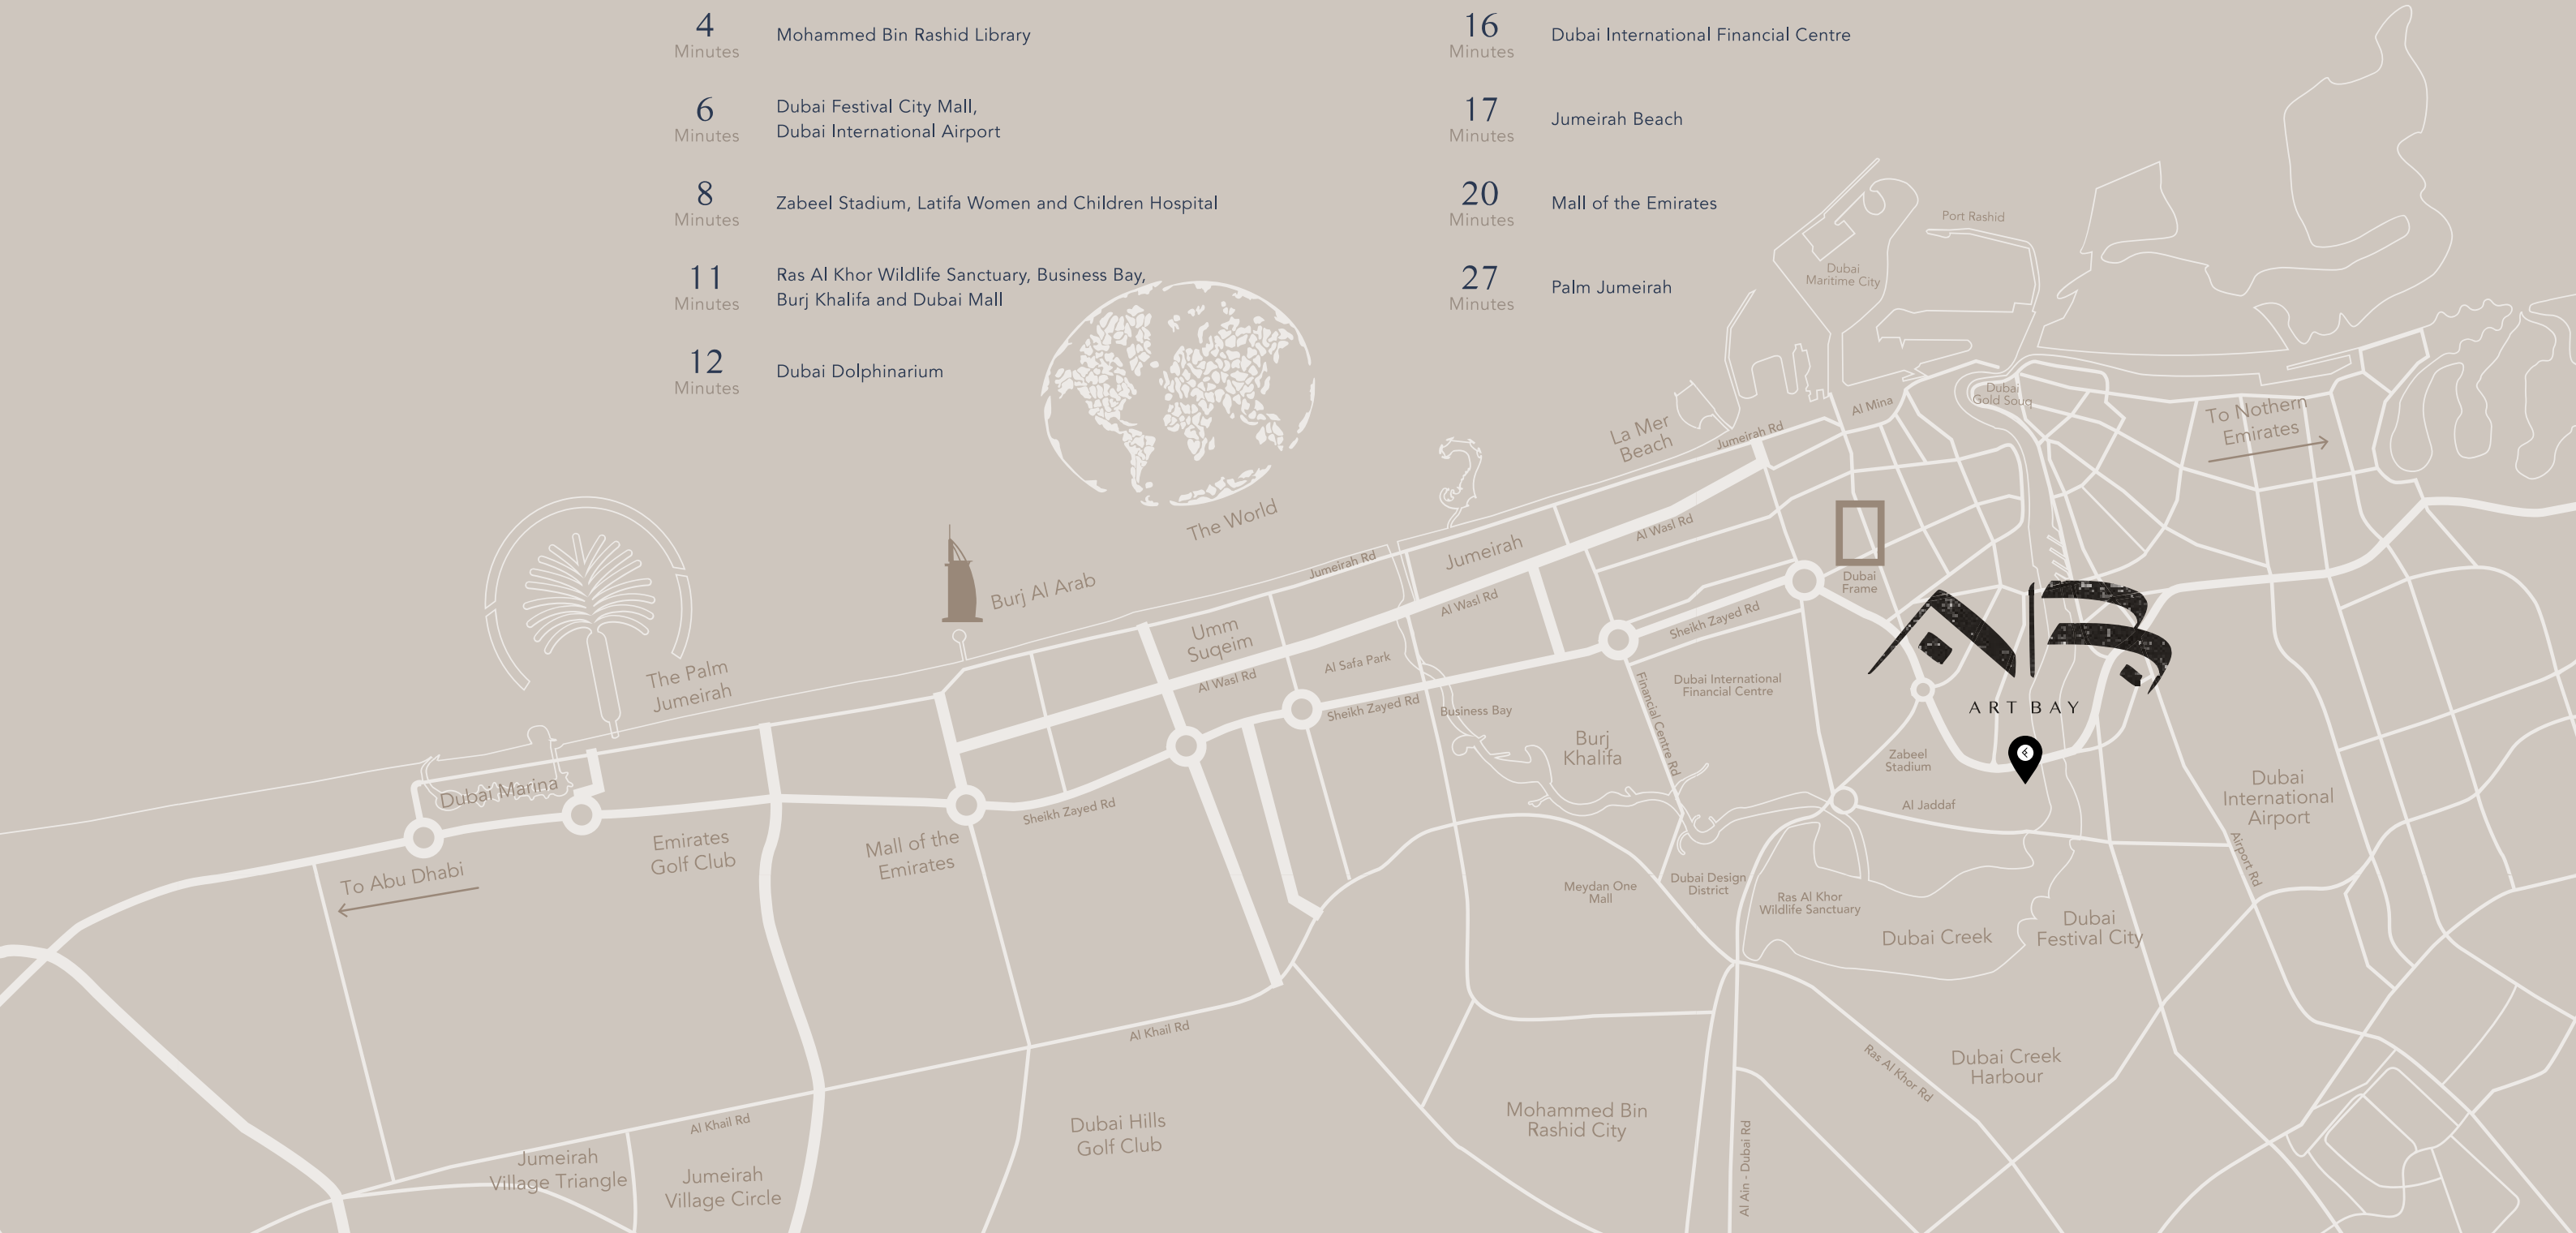 4
Minutes
Mohammed Bin Rashid Library
6
Minutes
Dubai Festival City Mall,
Dubai International Airport
8
Minutes
Zabeel Stadium, Latifa Women and Children Hospital
11
Minutes
Ras Al Khor Wildlife Sanctuary, Business Bay,
Burj Khalifa and Dubai Mall
12
Minutes
Dubai Dolphinarium
16
Minutes
Dubai International Financial Centre
17
Minutes
Jumeirah Beach
20
Minutes
Mall of the Emirates
27
Minutes
Palm Jumeirah
Port Rashid
Dubai
Maritime City
Dubai
Gold Souq
Al Mina
To Nothern
Emirates
La Mer
Beach
Jumeirah Rd
The World
Al Wasl Rd
Jumeirah
Jumeirah Rd
Burj Al Arab
Dubai
Frame
Al Wasl Rd
Sheikh Zayed Rd
Umm
Suqeim
Al Safa Park
Al Wasl Rd
The Palm
Jumeirah
Dubai International
Financial Centre
Financial Centre Rd
Sheikh Zayed Rd
Business Bay
AB
ART BAY
Burj
Khalifa
Zabeel
Stadium
Dubai
International
Airport
Dubai Marina
Sheikh Zayed Rd
Al Jaddaf
Emirates
Golf Club
Mall of the
Emirates
To Abu Dhabi
Airport Rd
Meydan One
Mall
Dubai Design
District
Ras Al Khor
Wildlife Sanctuary
Dubai Creek
Dubai
Festival City
Al Khail Rd
Ras Al Khor Rd
Dubai Creek
Harbour
Al Khail Rd
Dubai Hills
Golf Club
Mohammed Bin
Rashid City
Al Ain - Dubai Rd
Jumeirah
Village Triangle
Jumeirah
Village Circle